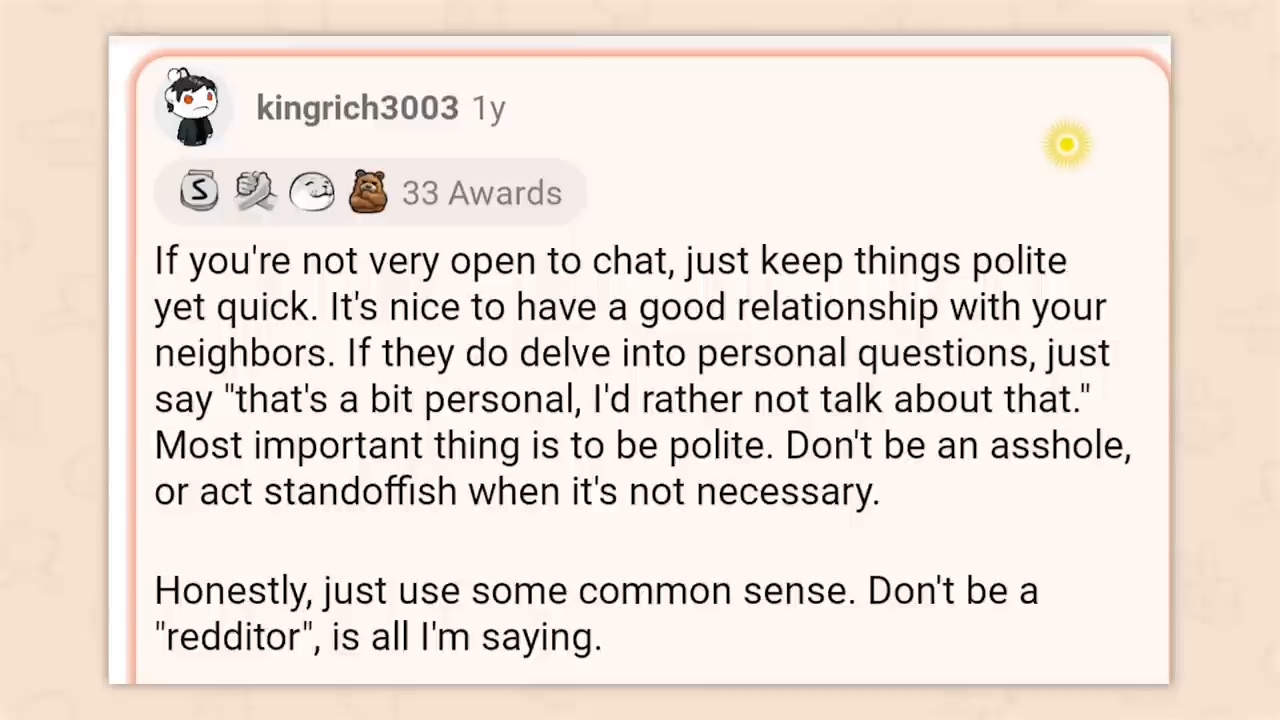 kingrich3003 1y
S 33 Awards
If you're not very open to chat, just keep things polite
yet quick. It's nice to have a good relationship with your
neighbors. If they do delve into personal questions, just
say "that's a bit personal, I'd rather not talk about that."
Most important thing is to be polite. Don't be an asshole,
or act standoffish when it's not necessary.
Honestly, just use some common sense. Don't be a
"redditor", is all I'm saying.